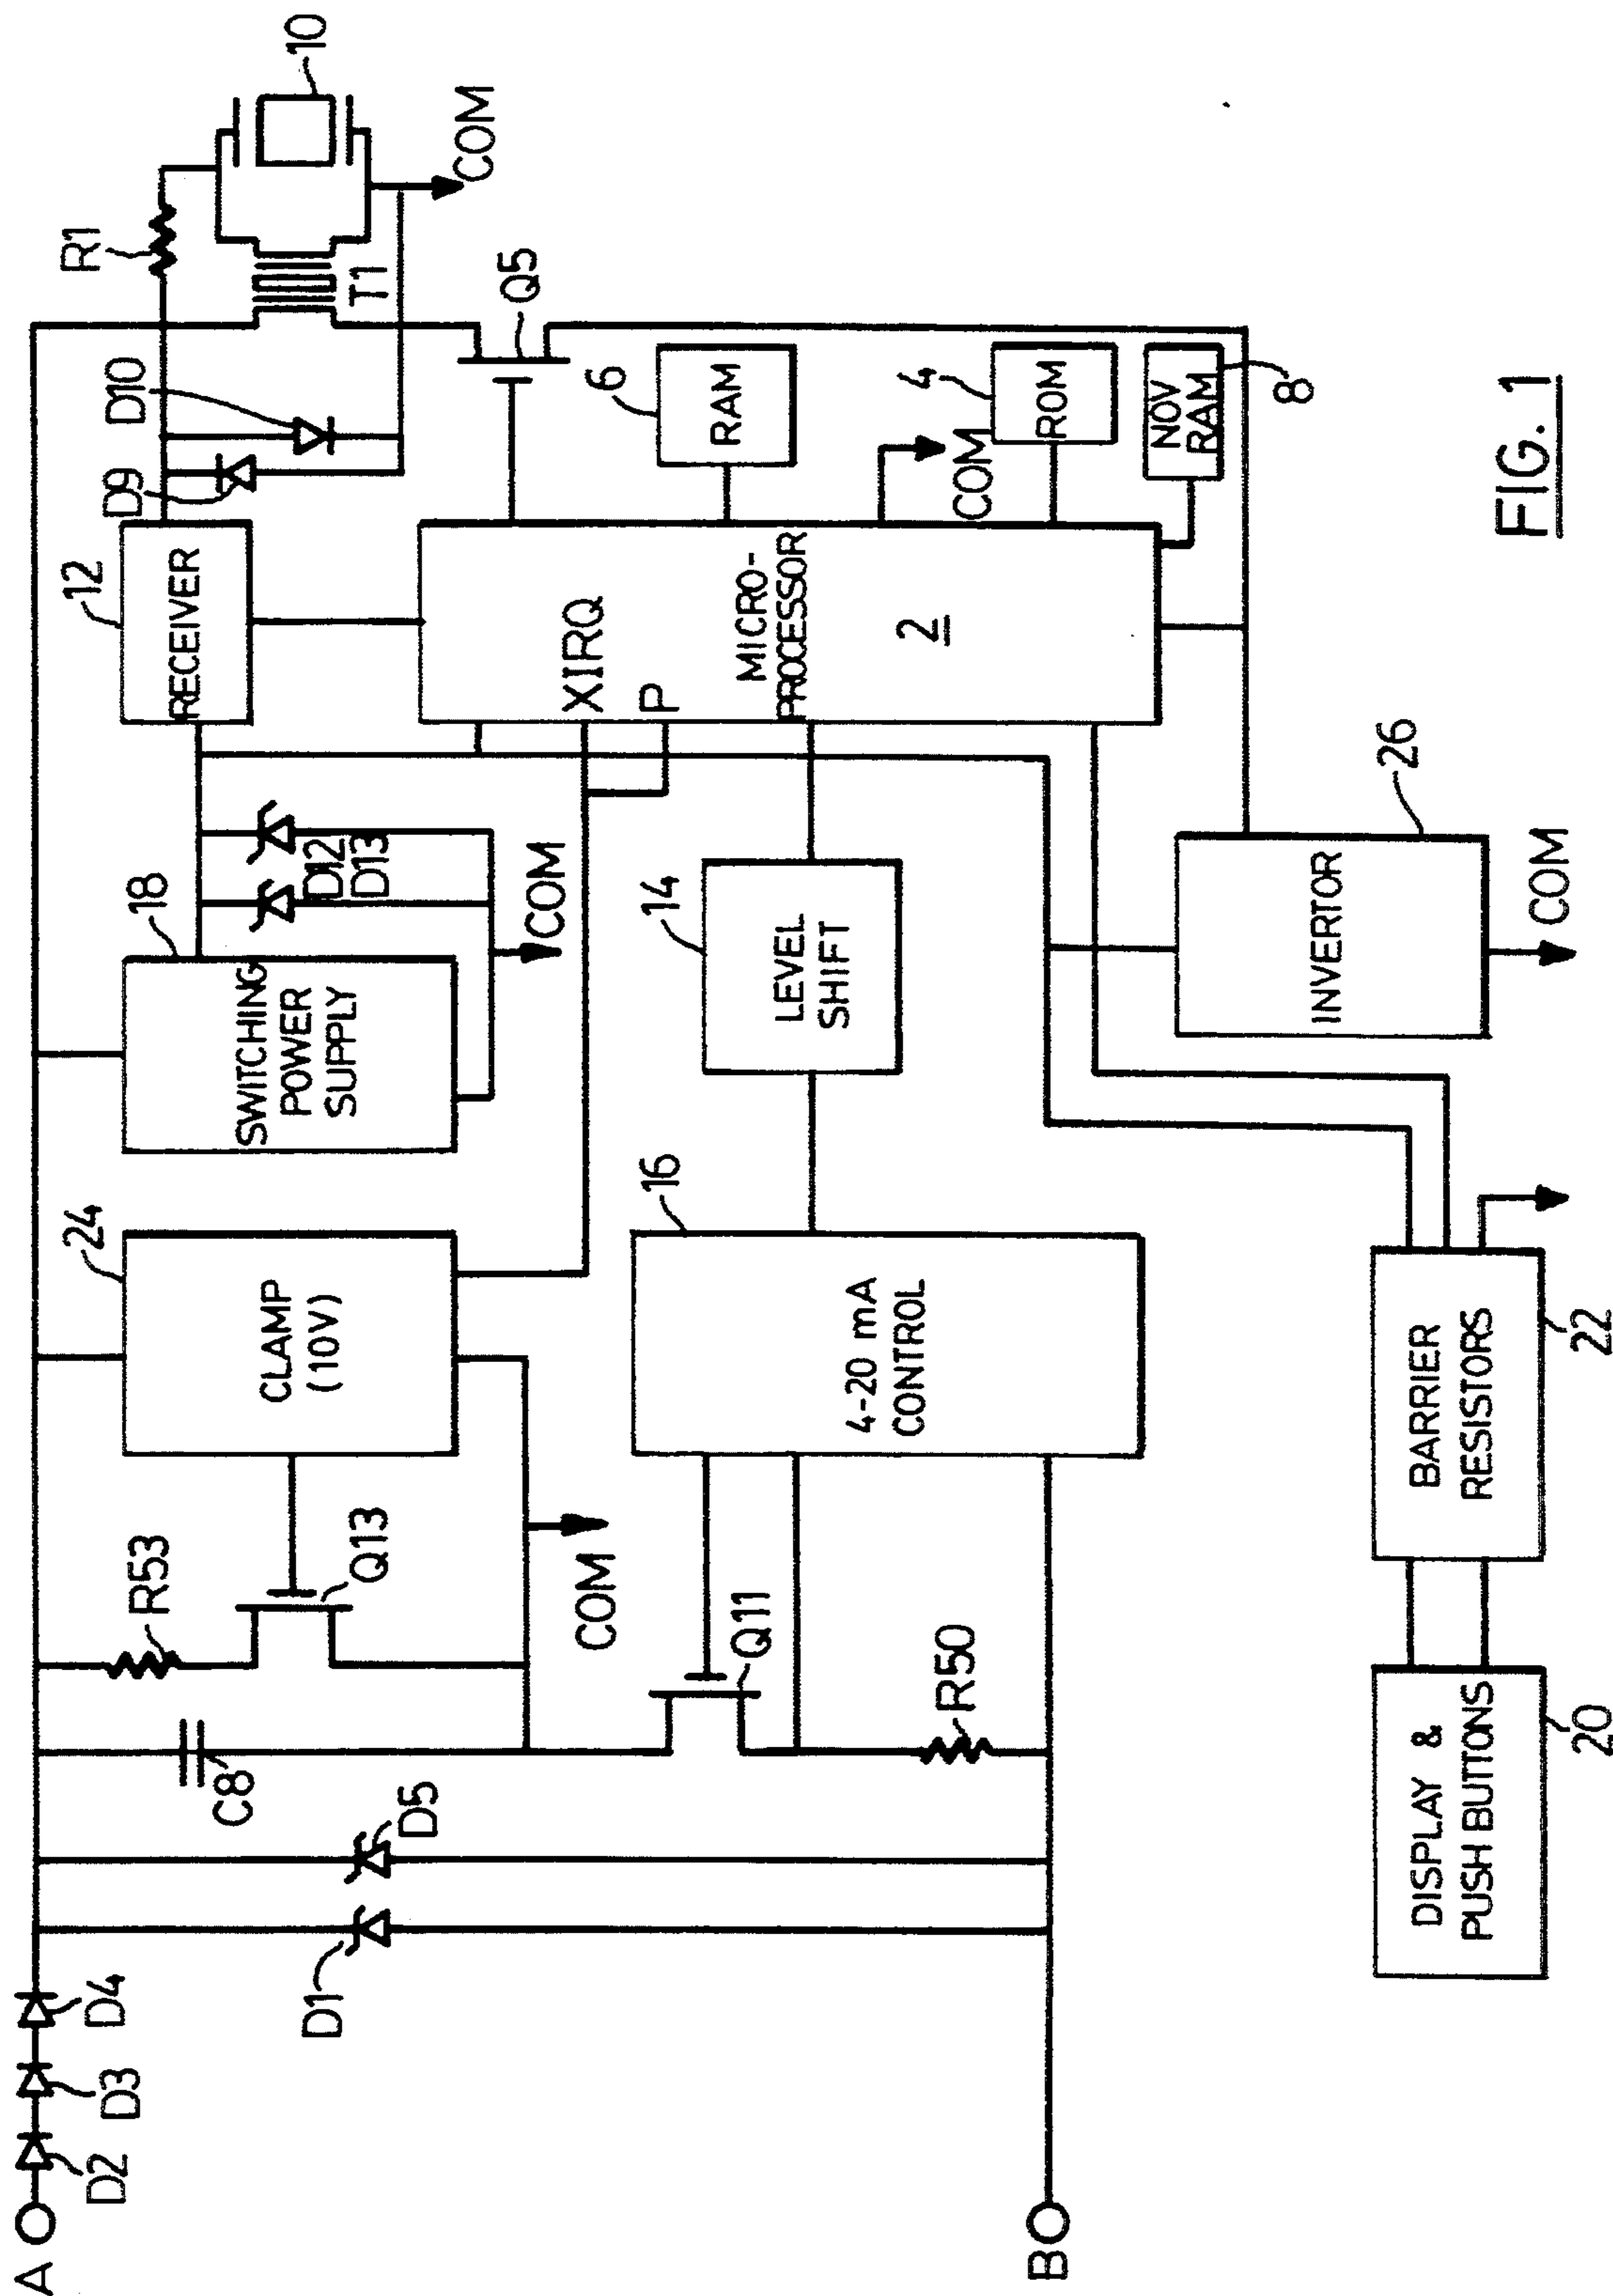 A
D2
D3
D4
D1
D5
C8
R53
Q13
COM
Q11
R50
B
24
CLAMP
(10V)
18
SWITCHING
POWER
SUPPLY
D12
D13
COM
16
4-20 mA
CONTROL
14
LEVEL
SHIFT
12
RECEIVER
D9
D10
R1
T1
10
COM
Q5
XIRQ
P
MICRO-
PROCESSOR
2
6
RAM
COM
4
ROM
NOV
RAM
8
26
INVERTOR
COM
BARRIER
RESISTORS
22
DISPLAY &
PUSH BUTTONS
20
FIG. 1